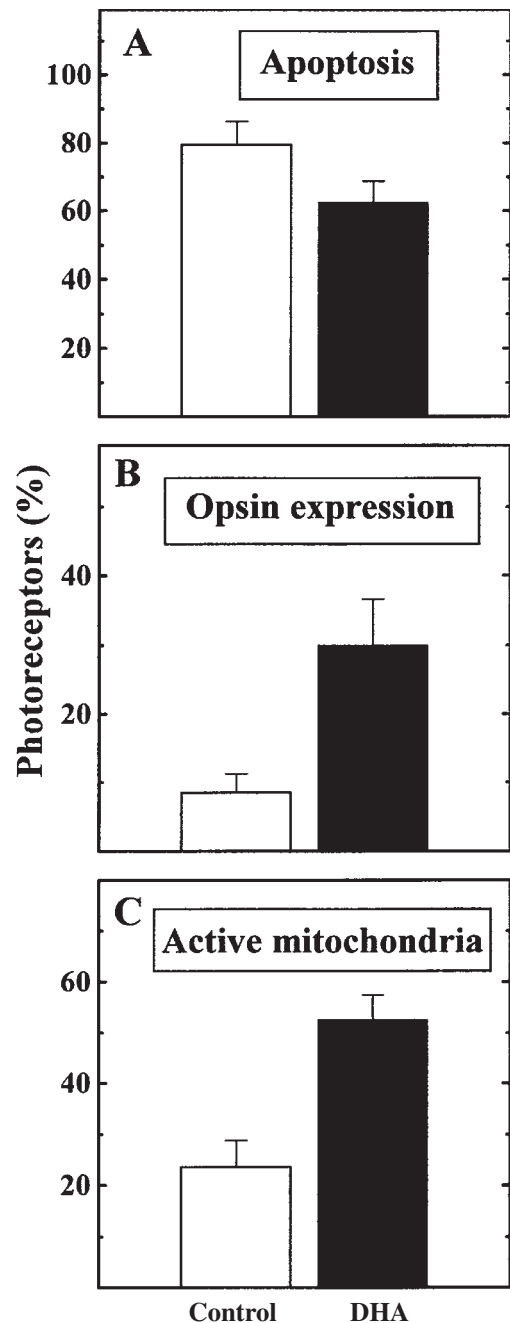 A
Apoptosis
100
80
60
40
20
B
Opsin expression
40
20
C
Active mitochondria
60
40
20
Photoreceptors (%)
Control DHA